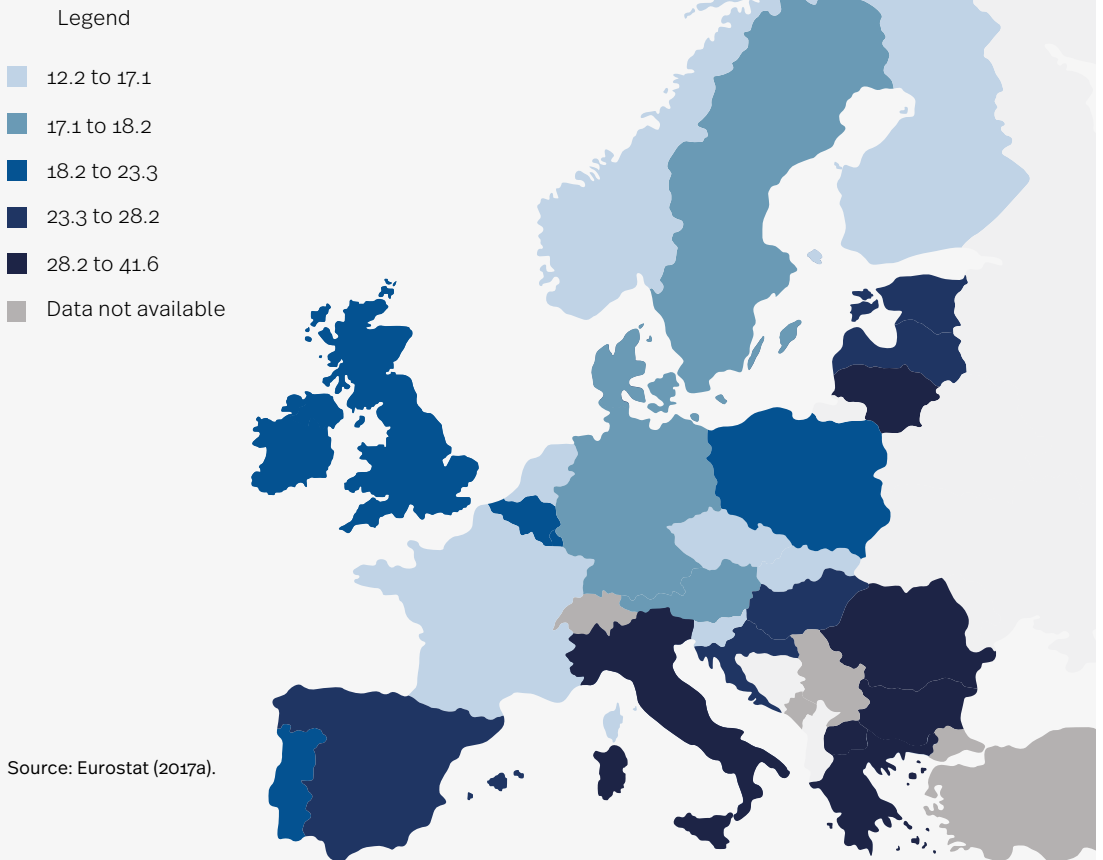 Legend
12.2 to 17.1
17.1 to 18.2
18.2 to 23.3
23.3 to 28.2
28.2 to 41.6
Data not available
Source: Eurostat (2017a).